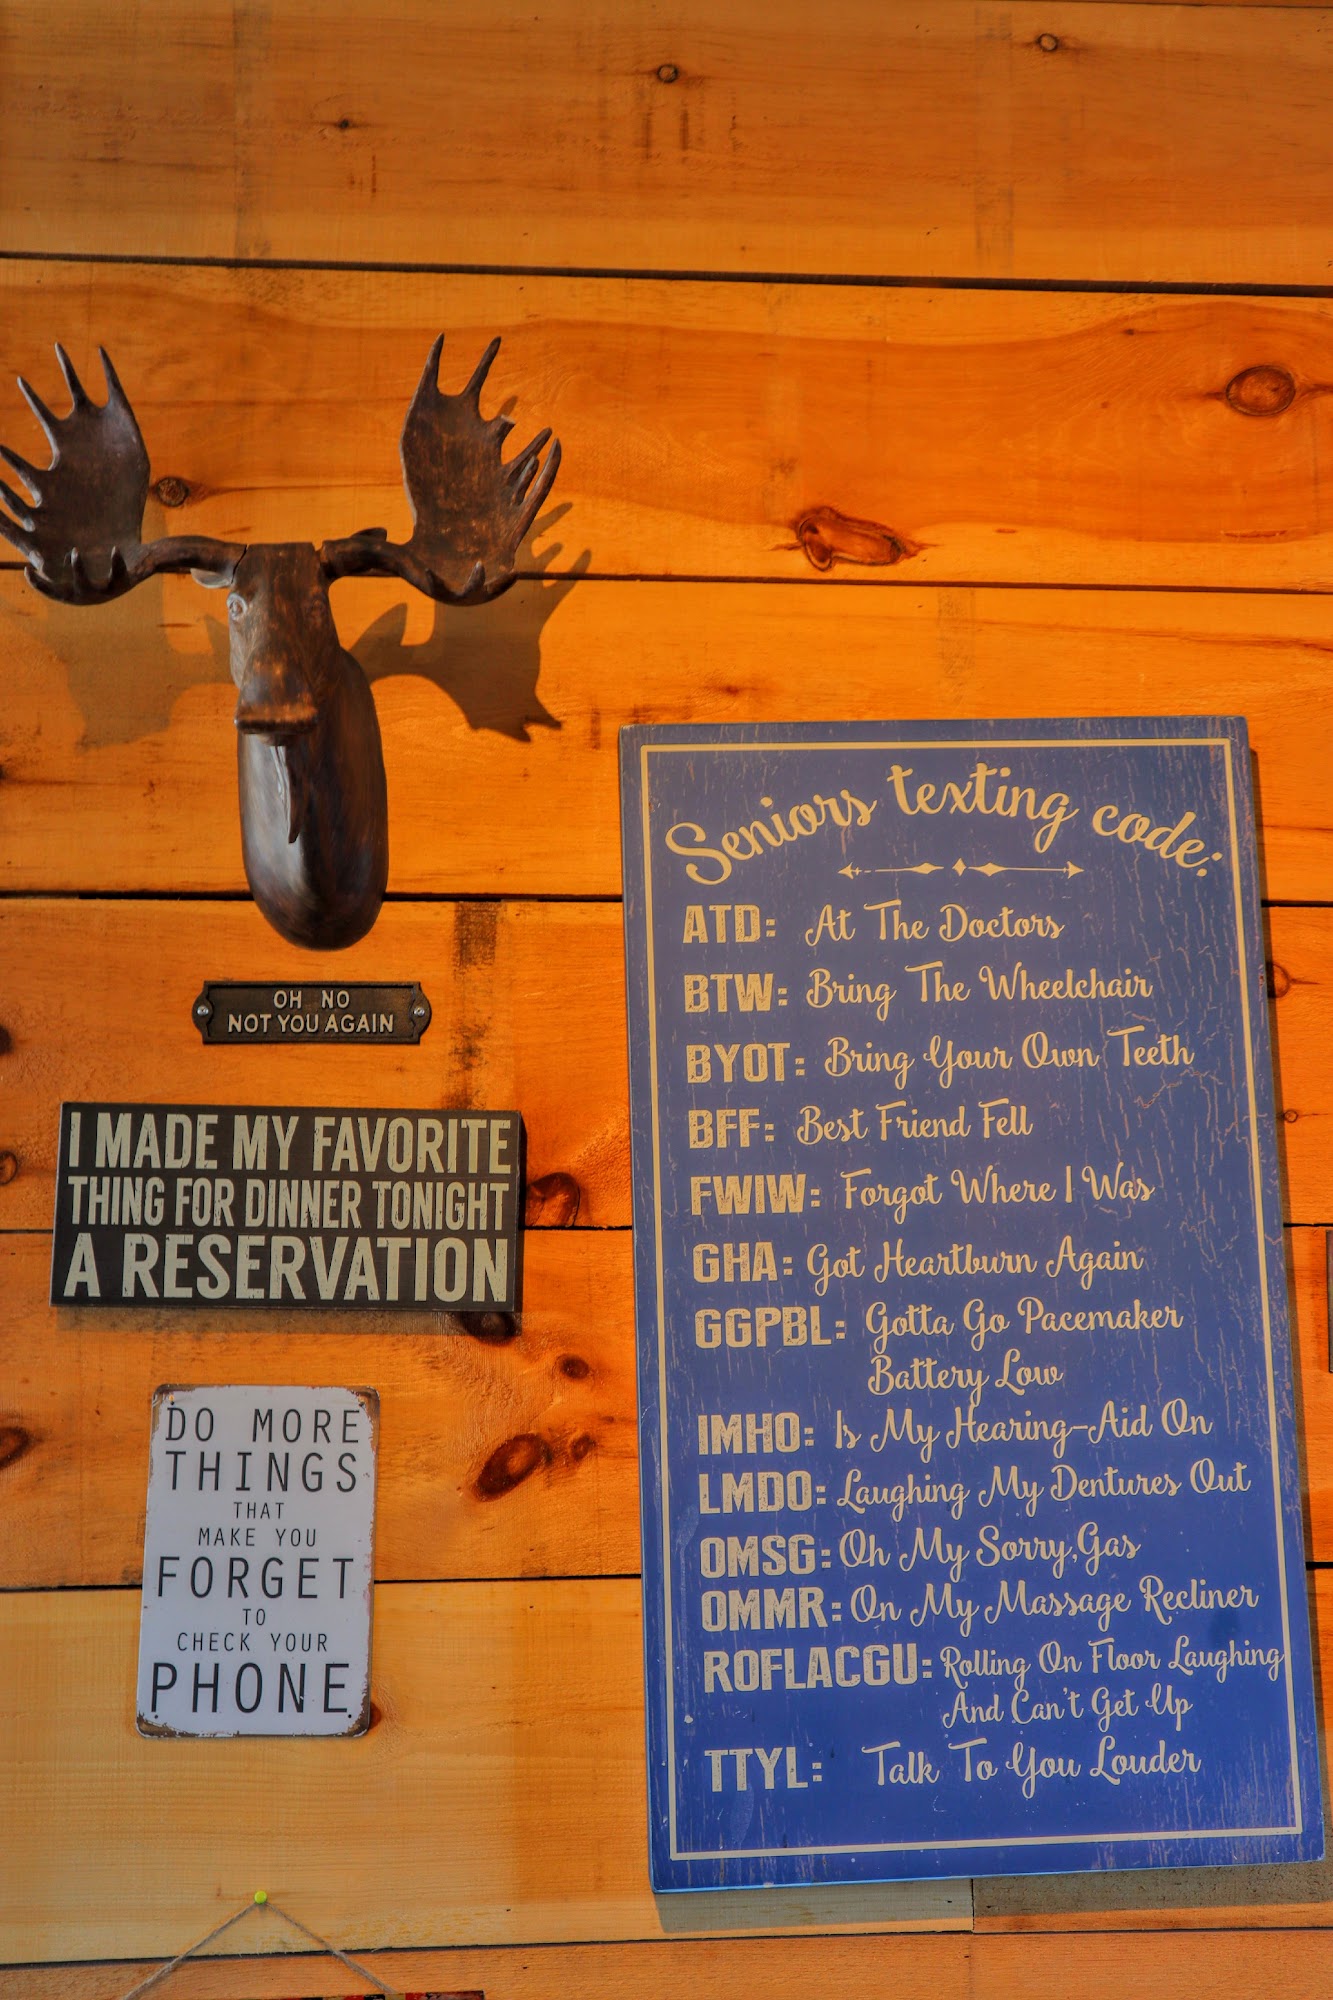 OH NO
NOT YOU AGAIN
I MADE MY FAVORITE
THING FOR DINNER TONIGHT
A RESERVATION
DO MORE
THINGS
THAT
MAKE YOU
FORGET
TO
CHECK YOUR
PHONE
Seniors texting code:
ATD: At The Doctors
BTW: Bring The Wheelchair
BYOT: Bring Your Own Teeth
BFF: Best Friend Fell
FWIW: Forgot Where I Was
GHA: Got Heartburn Again
GGPBL: Gotta Go Pacemaker
Battery Low
IMHO: Is My Hearing-Aid On
LMDO: Laughing My Dentures Out
OMSG: Oh My Sorry,Gas
OMMR: On My Massage Recliner
ROFLACGU: Rolling On Floor Laughing
And Can't Get Up
TTYL: Talk To You Louder